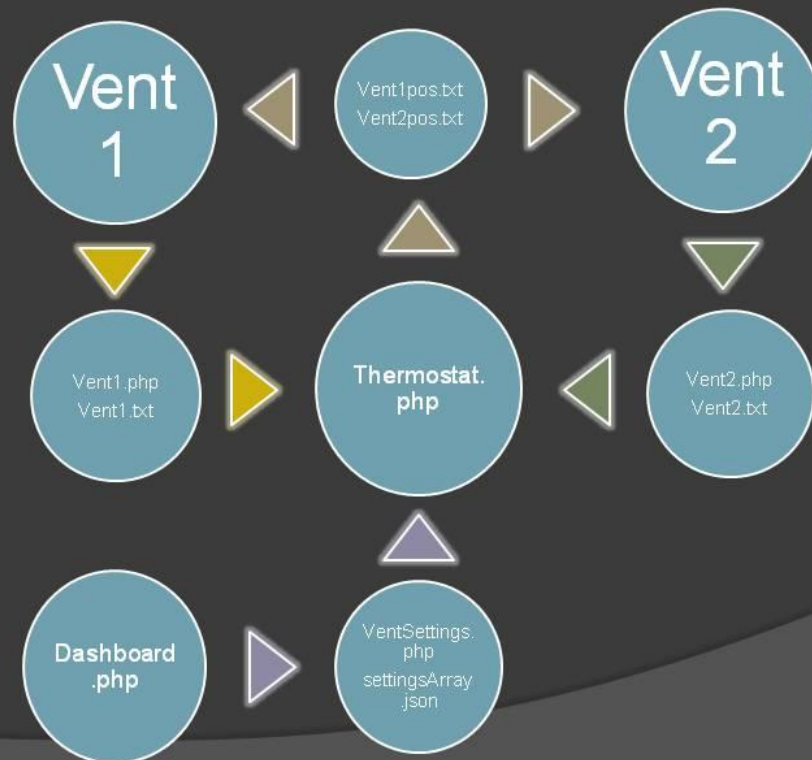 Vent
1
Vent1pos.txt
Vent2pos.txt
Vent
2
Vent1.php
Vent1.txt
Thermostat.
php
Vent2.php
Vent2.txt
Dashboard
.php
VentSettings.
php
settingsArray
.json